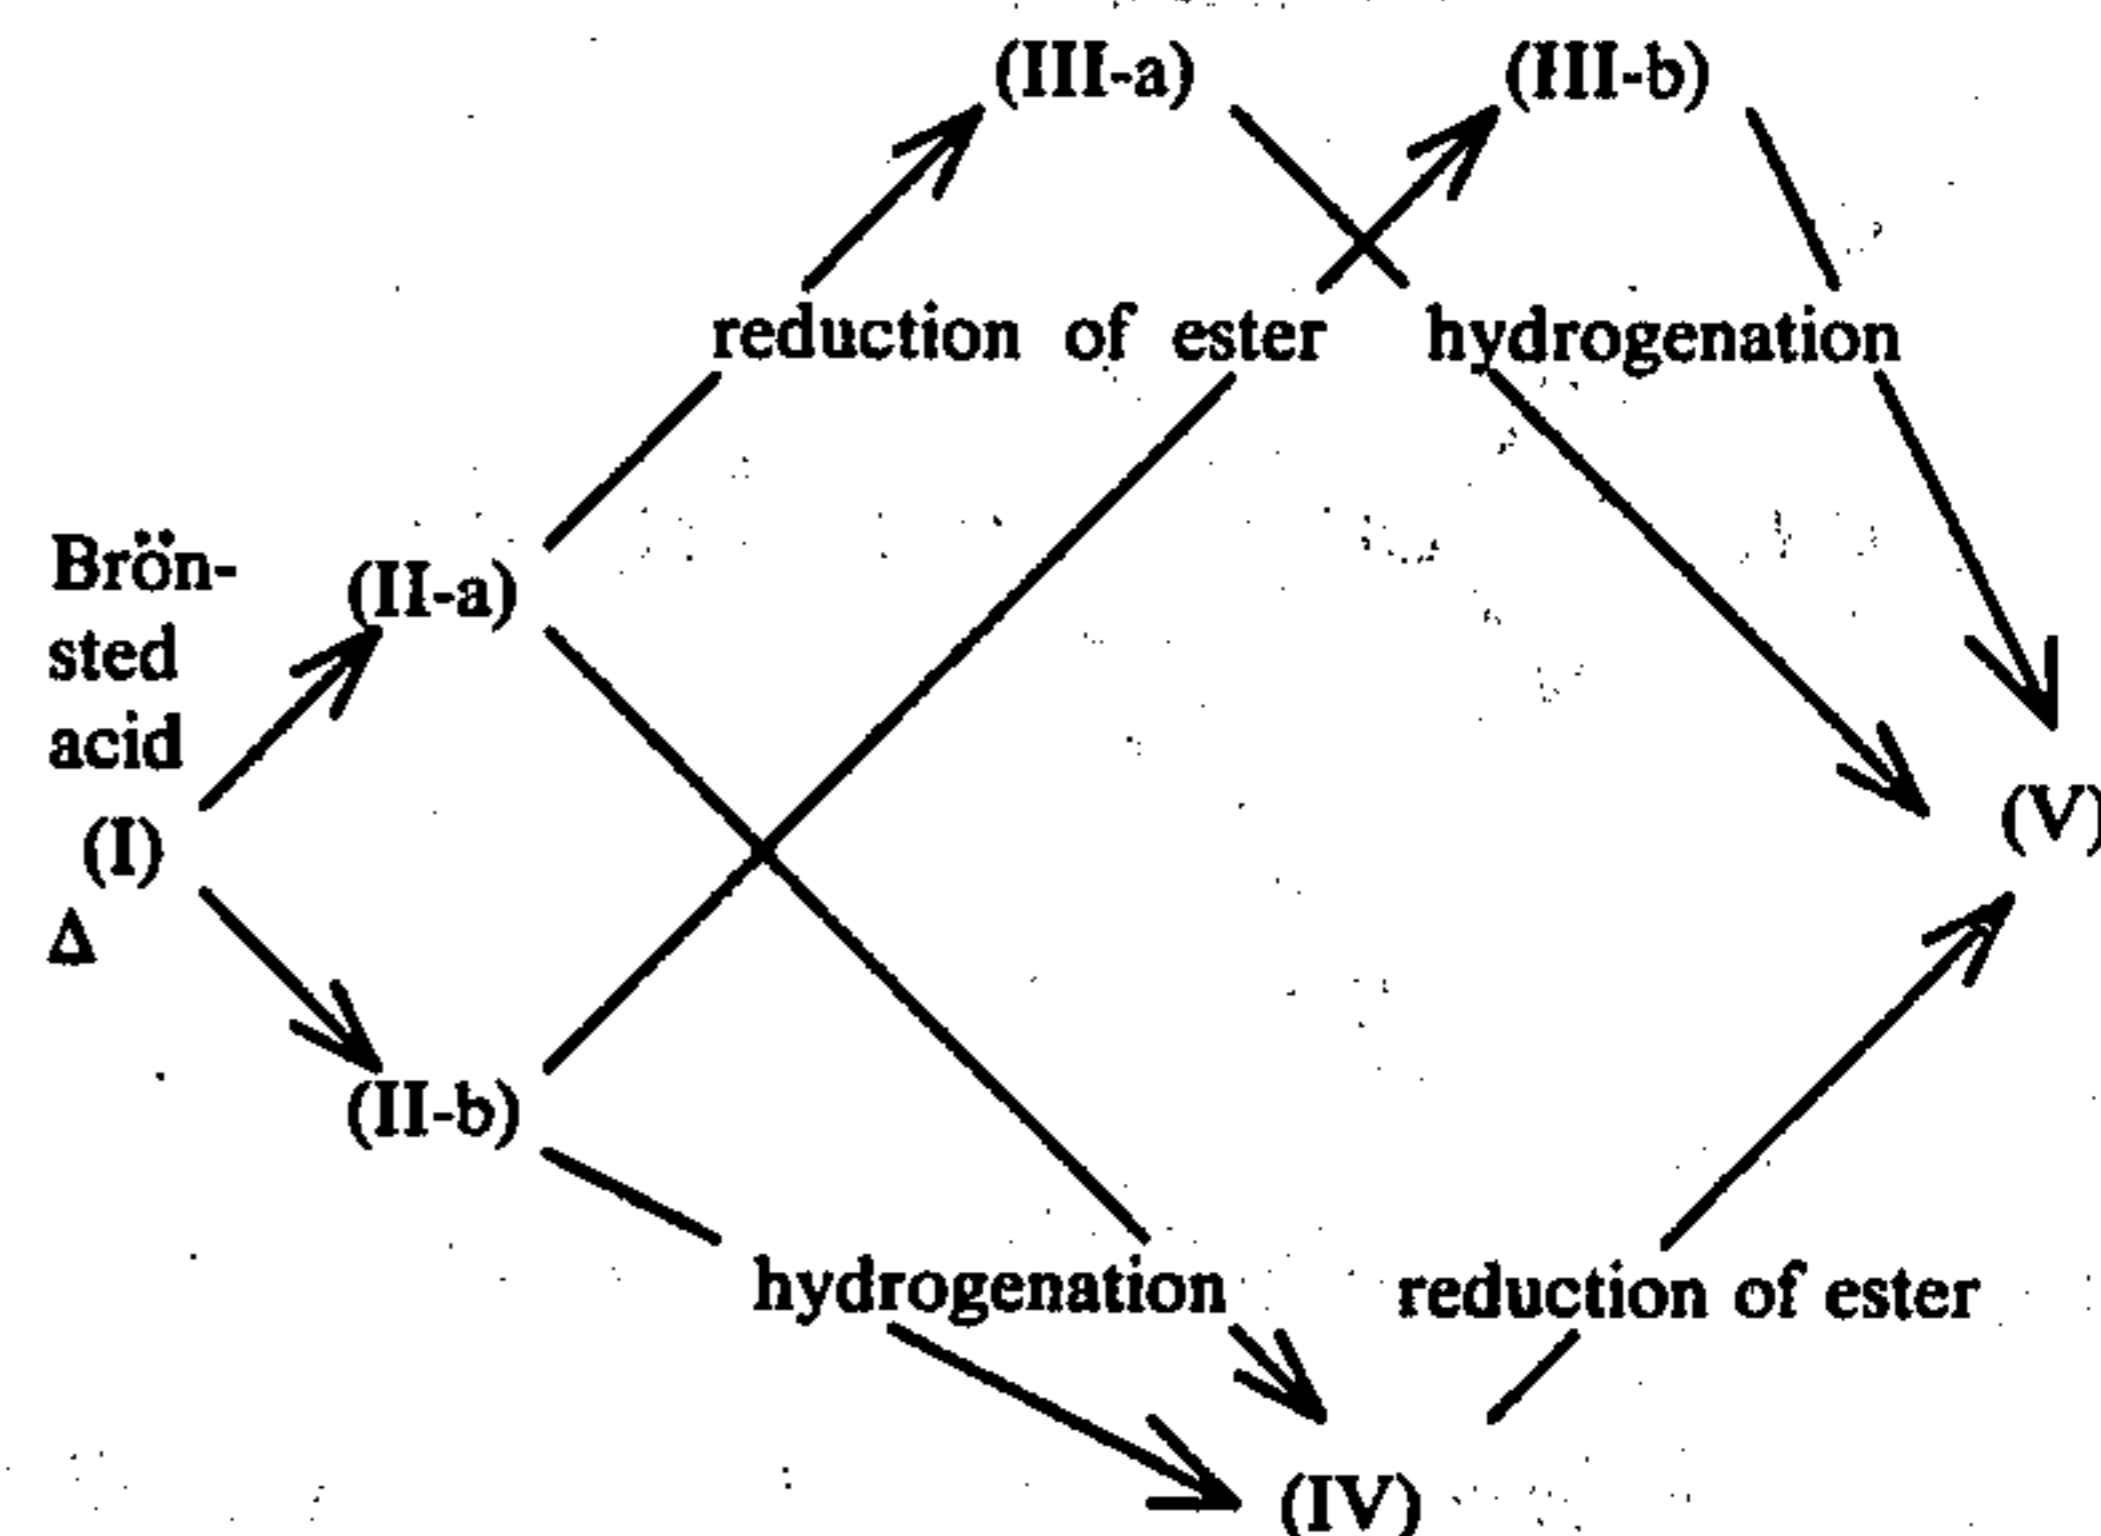 (III-a) (III-b)
reduction of ester hydrogenation
Brön-
sted
acid
(II-a)
(I)
Δ
(V)
(II-b)
hydrogenation reduction of ester
(IV)